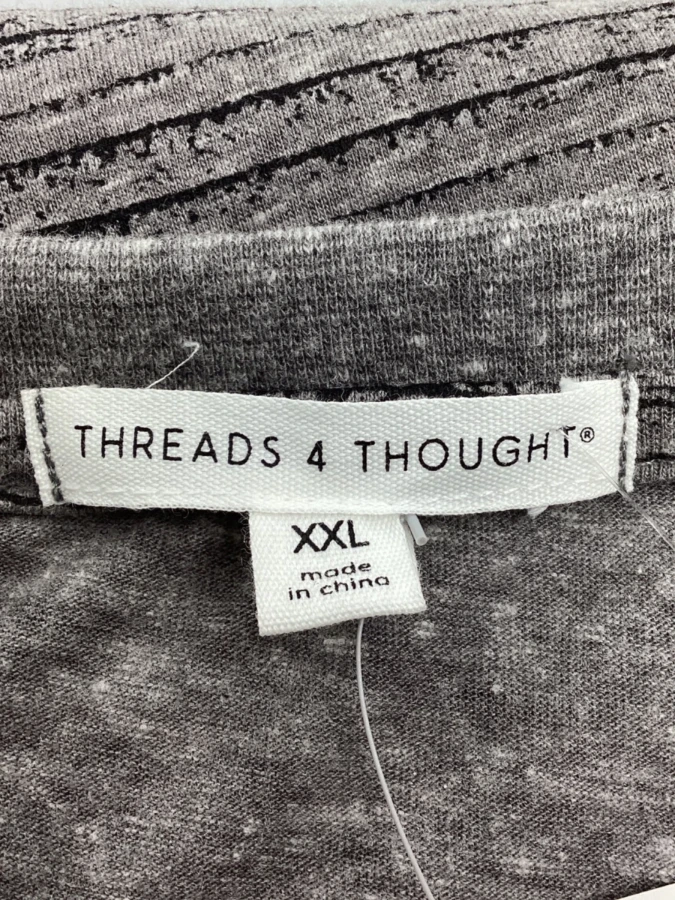 THREADS 4 THOUGHT®
XXL
made
in china